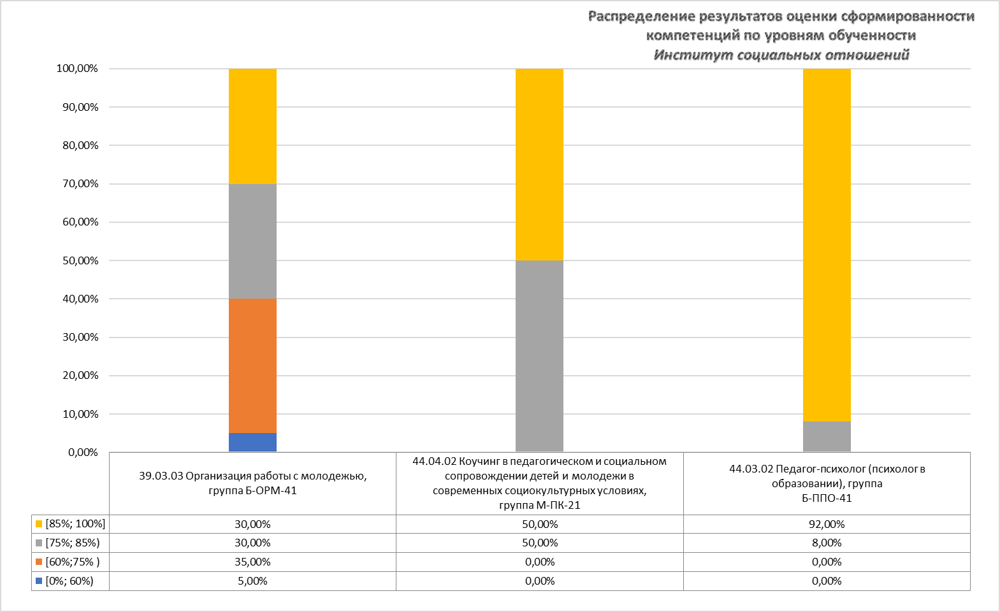 Распределение результатов оценки сформированности
компетенций по уровням обученности
Институт социальных отношений
100,00%
90,00%
80,00%
70,00%
60,00%
50,00%
40,00%
30,00%
20,00%
10,00%
0,00%
39.03.03 Организация работы с молодежью,
группа Б-ОРМ-41
44.04.02 Коучинг в педагогическом и социальном
сопровождении детей и молодежи в
современных социокультурных условиях,
группа М-ПК-21
44.03.02 Педагог-психолог (психолог в
образовании), группа
Б-ППО-41
[85%; 100%] 30,00% 50,00% 92,00%
[75%; 85%) 30,00% 50,00% 8,00%
[60%;75% ) 35,00% 0,00% 0,00%
[0%; 60%) 5,00% 0,00% 0,00%